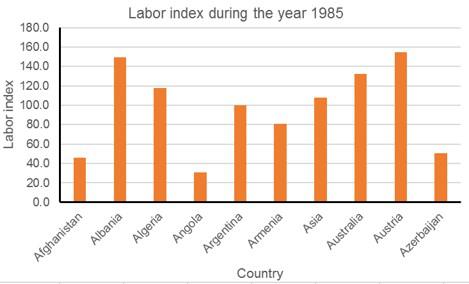 Labor index during the year 1985
180.0
160.0
140.0
120.0
100.0
80.0
60.0
40.0
20.0
0.0
Labor index
Afghanistan
Albania
Algeria
Angola
Argentina
Armenia
Asia
Australia
Austria
Azerbaijan
Country